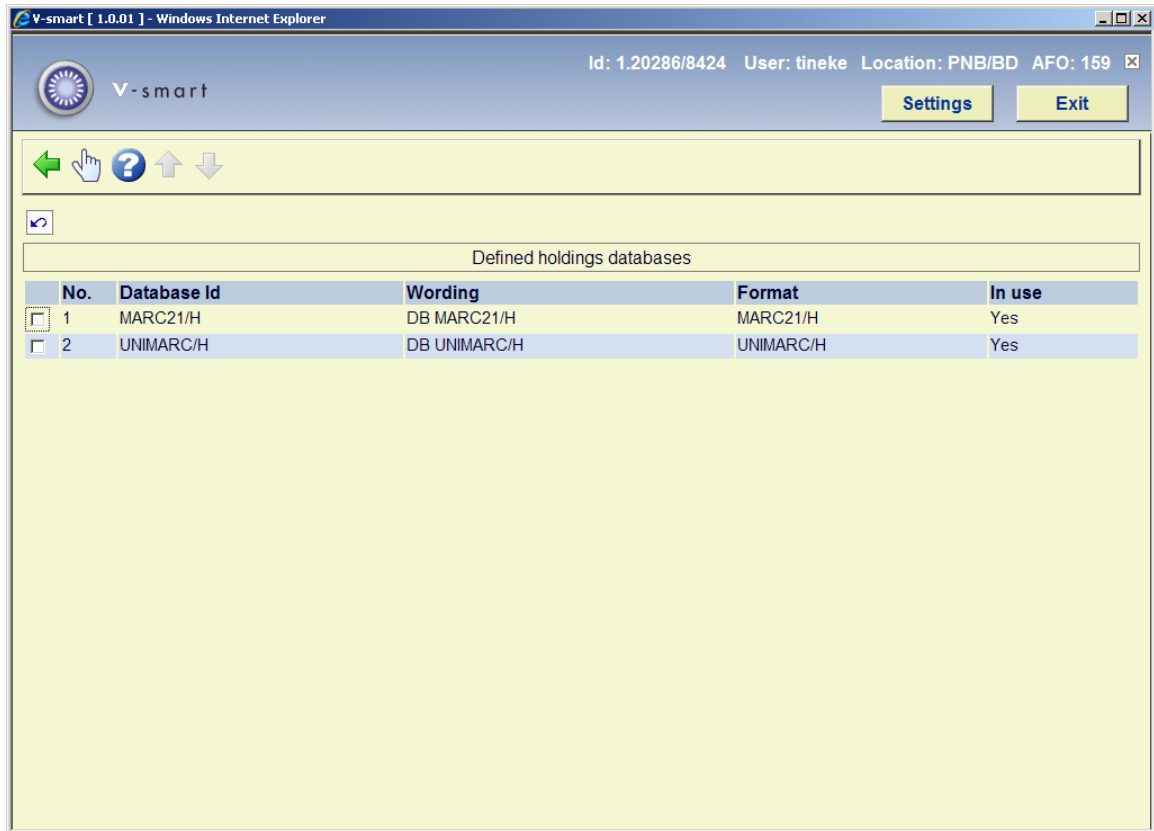 V-smart [ 1.0.01 ] - Windows Internet Explorer
Id: 1.20286/8424 User: tineke Location: PNB/BD AFO: 159
V-smart
Settings Exit
?
Defined holdings databases
No. Database Id Wording Format In use
1 MARC21/H DB MARC21/H MARC21/H Yes
2 UNIMARC/H DB UNIMARC/H UNIMARC/H Yes